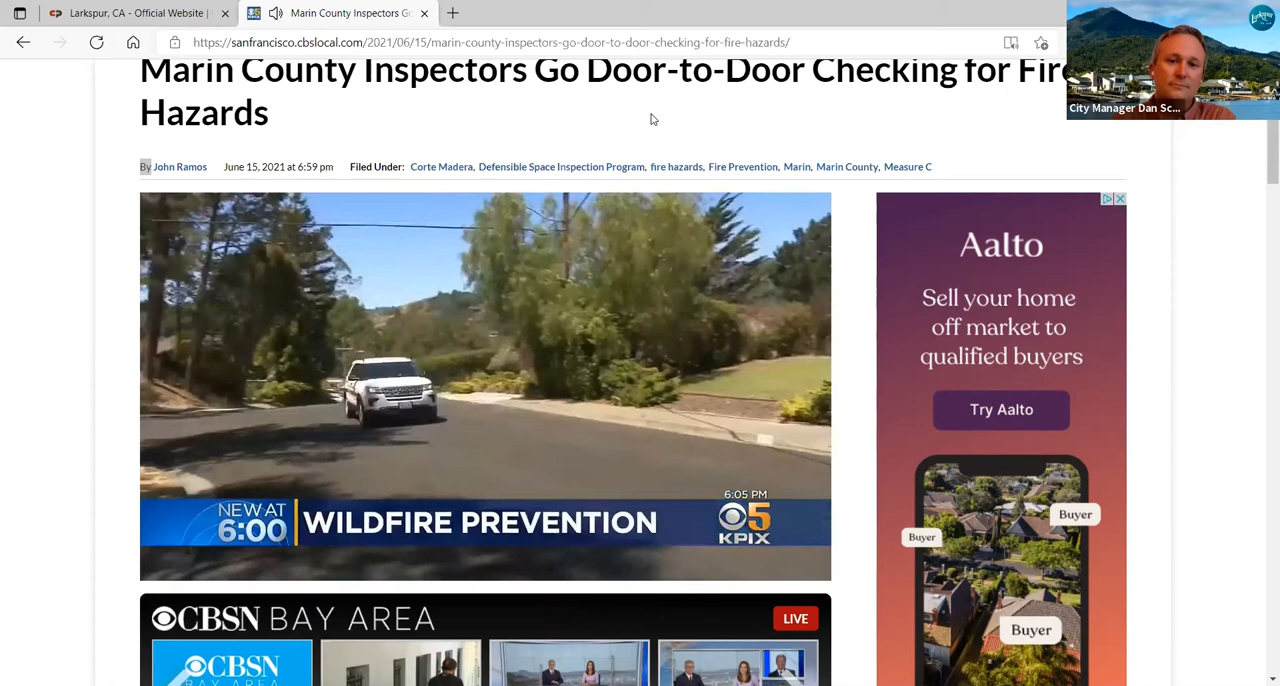 Larkspur, CA - Official Website |
Marin County Inspectors Go
https://sanfrancisco.cbslocal.com/2021/06/15/marin-county-inspectors-go-door-to-door-checking-for-fire-hazards/
Larkspur
City Manager Dan Sc...
Marin County Inspectors Go Door-to-Door Checking for Fire
Hazards
By John Ramos June 15, 2021 at 6:59 pm Filed Under: Corte Madera, Defensible Space Inspection Program, fire hazards, Fire Prevention, Marin, Marin County, Measure C
NEW AT
6:00
WILDFIRE PREVENTION
6:05 PM
5
KPIX
Aalto
Sell your home
off market to
qualified buyers
Try Aalto
Buyer
Buyer
Buyer
CBSN BAY AREA
LIVE
CBSN
BAY AREA